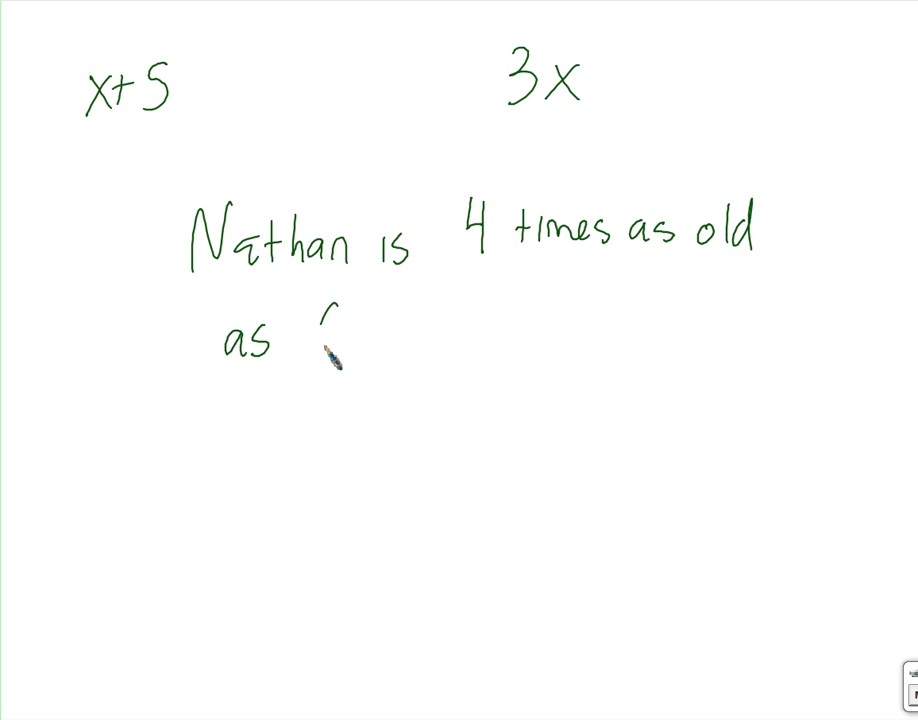 x+5 3x
Nathan is 4 times as old
as